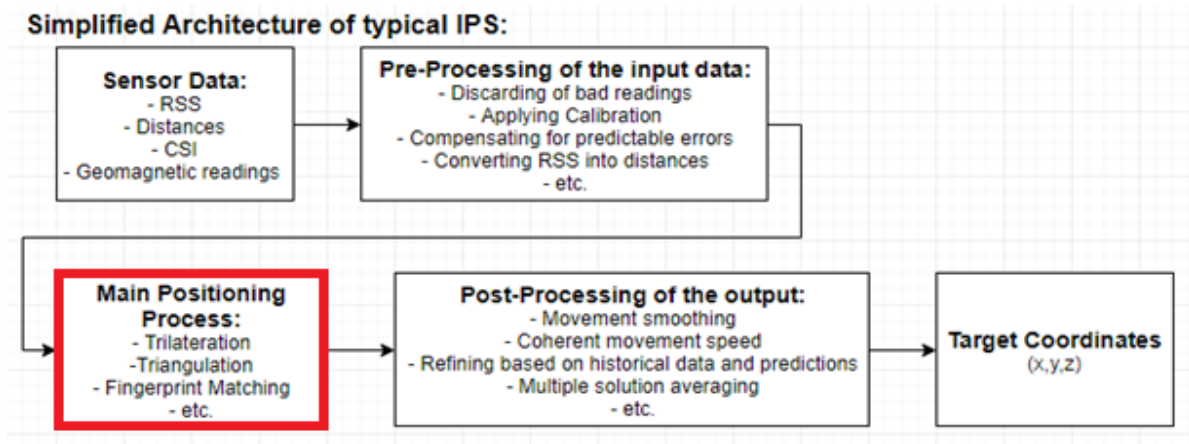 Simplified Architecture of typical IPS:
Sensor Data:
- RSS
- Distances
- CSI
- Geomagnetic readings
Pre-Processing of the input data:
- Discarding of bad readings
- Applying Calibration
- Compensating for predictable errors
- Converting RSS into distances
- etc.
Main Positioning
Process:
- Trilateration
-Triangulation
- Fingerprint Matching
- etc.
Post-Processing of the output:
- Movement smoothing
- Coherent movement speed
- Refining based on historical data and predictions
- Multiple solution averaging
- etc.
Target Coordinates
(x,y,z)